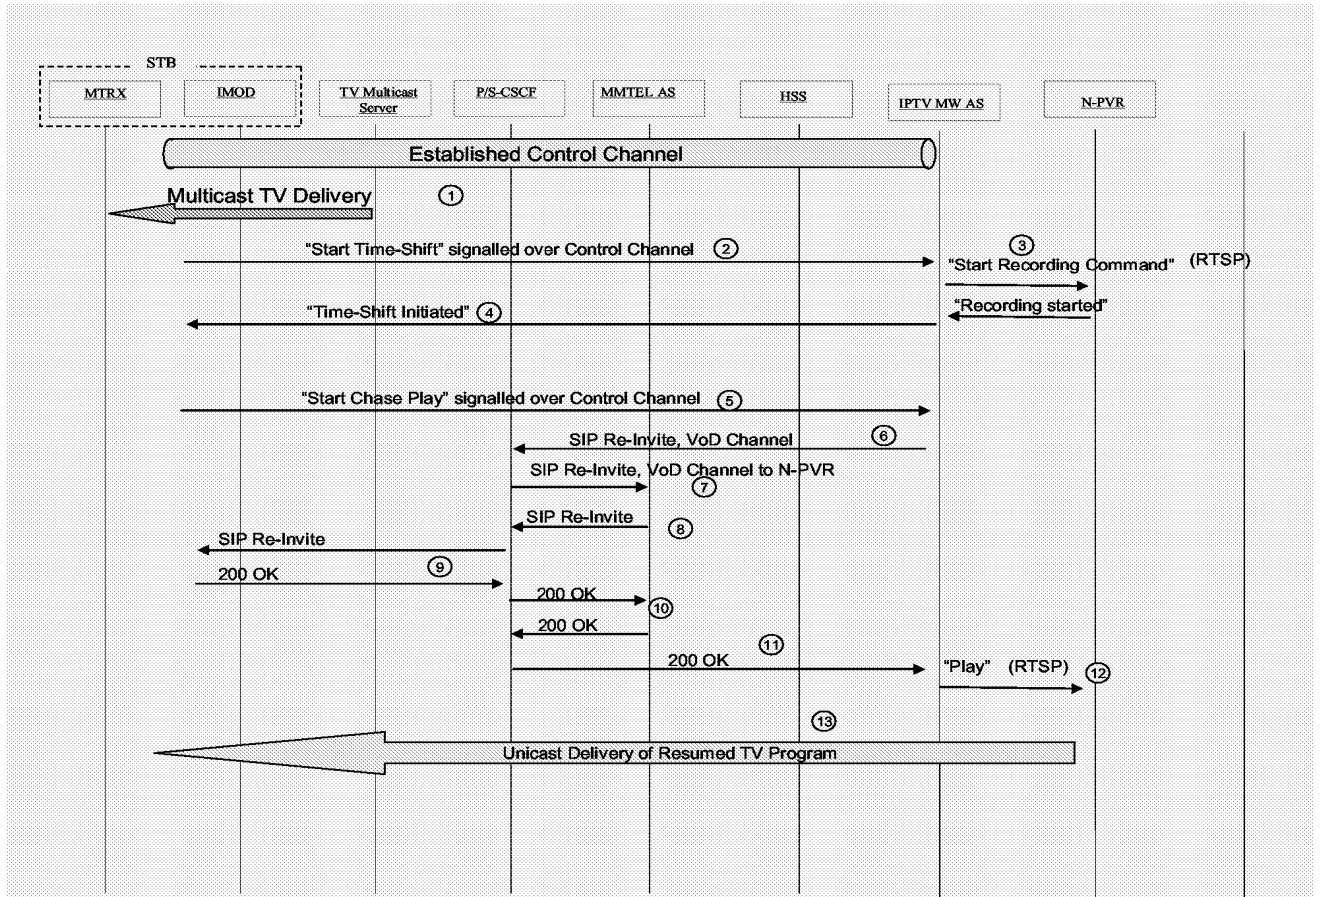 STB
MTRX
IMOD
TV Multicast
Server
P/S-CSCF
MMTEL AS
HSS
IPTV MW AS
N-PVR
Established Control Channel
Multicast TV Delivery
1
"Start Time-Shift" signalled over Control Channel
2
3
"Start Recording Command" (RTSP)
"Recording started"
"Time-Shift Initiated"
4
"Start Chase Play" signalled over Control Channel
5
SIP Re-Invite, VoD Channel
6
SIP Re-Invite, VoD Channel to N-PVR
7
SIP Re-Invite
8
SIP Re-Invite
9
200 OK
200 OK
10
200 OK
11
200 OK
"Play" (RTSP)
12
13
Unicast Delivery of Resumed TV Program